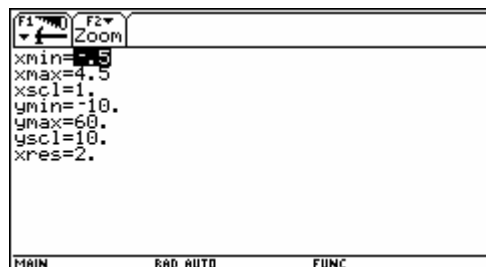 F1 F2
Zoom
xmin=-.5
xmax=4.5
xscl=1.
ymin=-10.
ymax=60.
yscl=10.
xres=2.
MAIN RAD AUTO FUNC